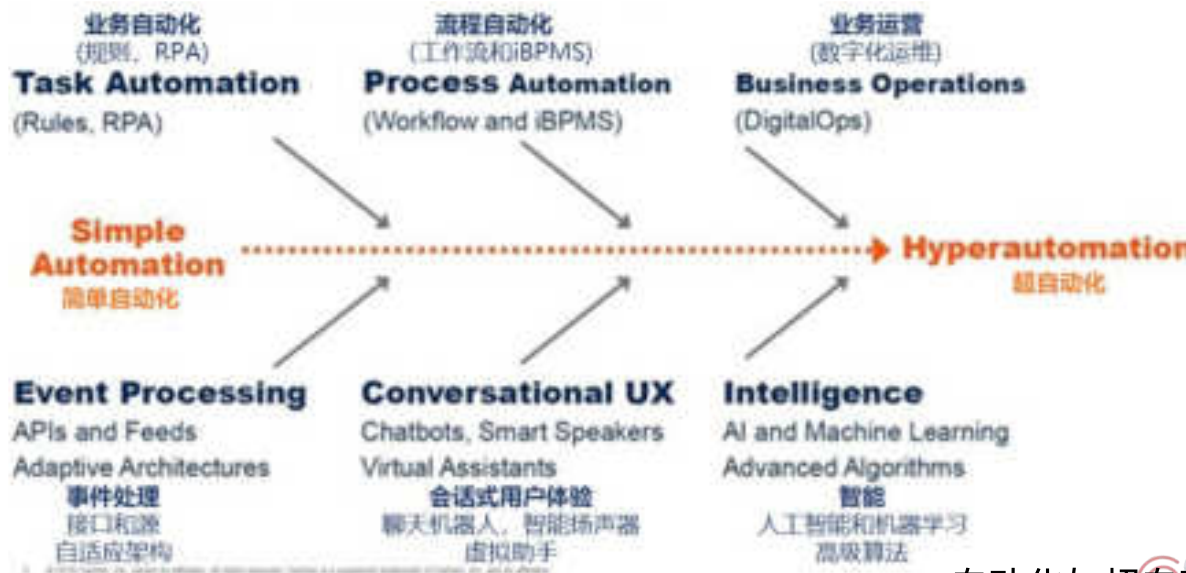 业务自动化
(规则，RPA)
Task Automation
(Rules, RPA)
流程自动化
(工作流和iBPMS)
Process Automation
(Workflow and iBPMS)
业务运营
(数字化运维)
Business Operations
(DigitalOps)
Simple
Automation
简单自动化
Hyperautomation
超自动化
Event Processing
APIs and Feeds
Adaptive Architectures
事件处理
接口和源
自适应架构
Conversational UX
Chatbots, Smart Speakers
Virtual Assistants
会话式用户体验
聊天机器人，智能扬声器
虚拟助手
Intelligence
AI and Machine Learning
Advanced Algorithms
智能
人工智能和机器学习
高级算法